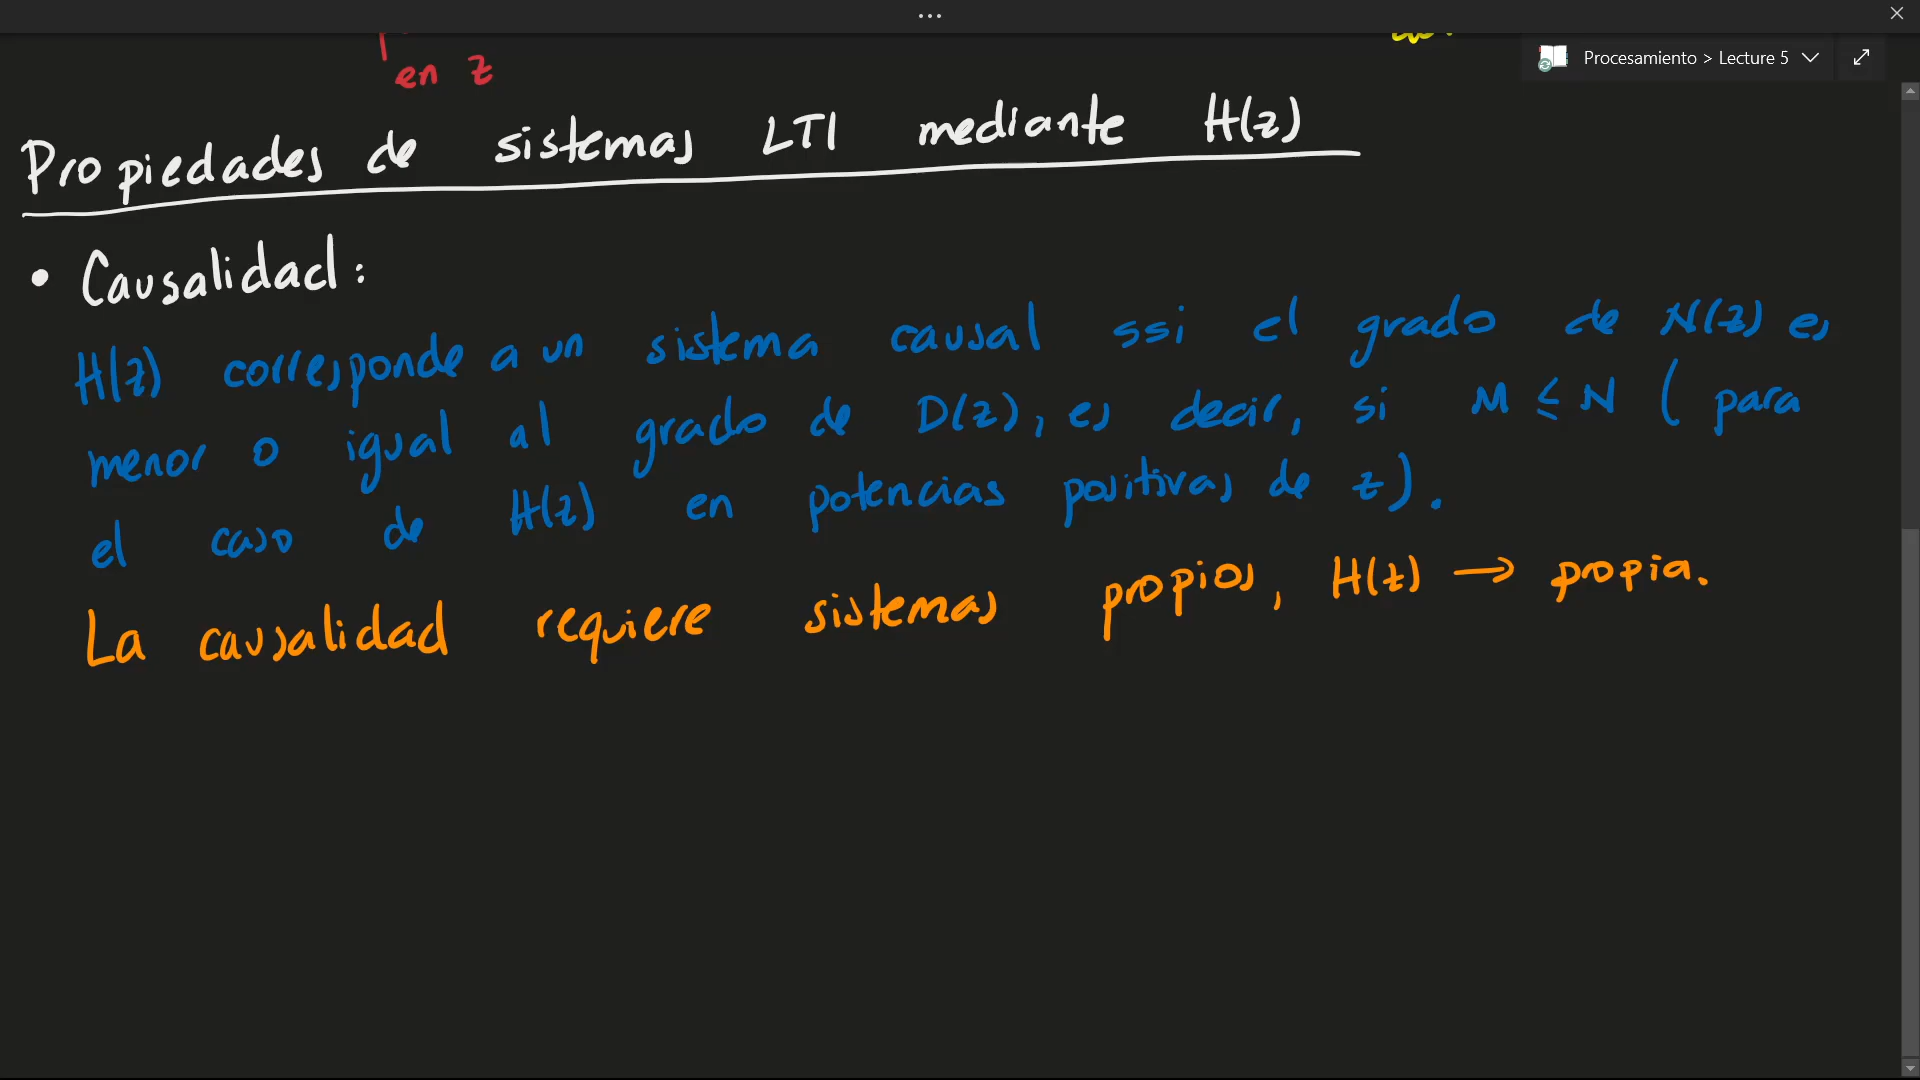 Procesamiento > Lecture 5
en z
Propiedades de sistemas LTI mediante H(z)
• Causalidad:
H(z) corresponde a un sistema causal ssi el grado de N(z) es
menor o igual al grado de D(z), es decir, si M ≤ N (para
el caso de H(z) en potencias positivas de z).
La causalidad requiere sistemas propios, H(z) → propia.